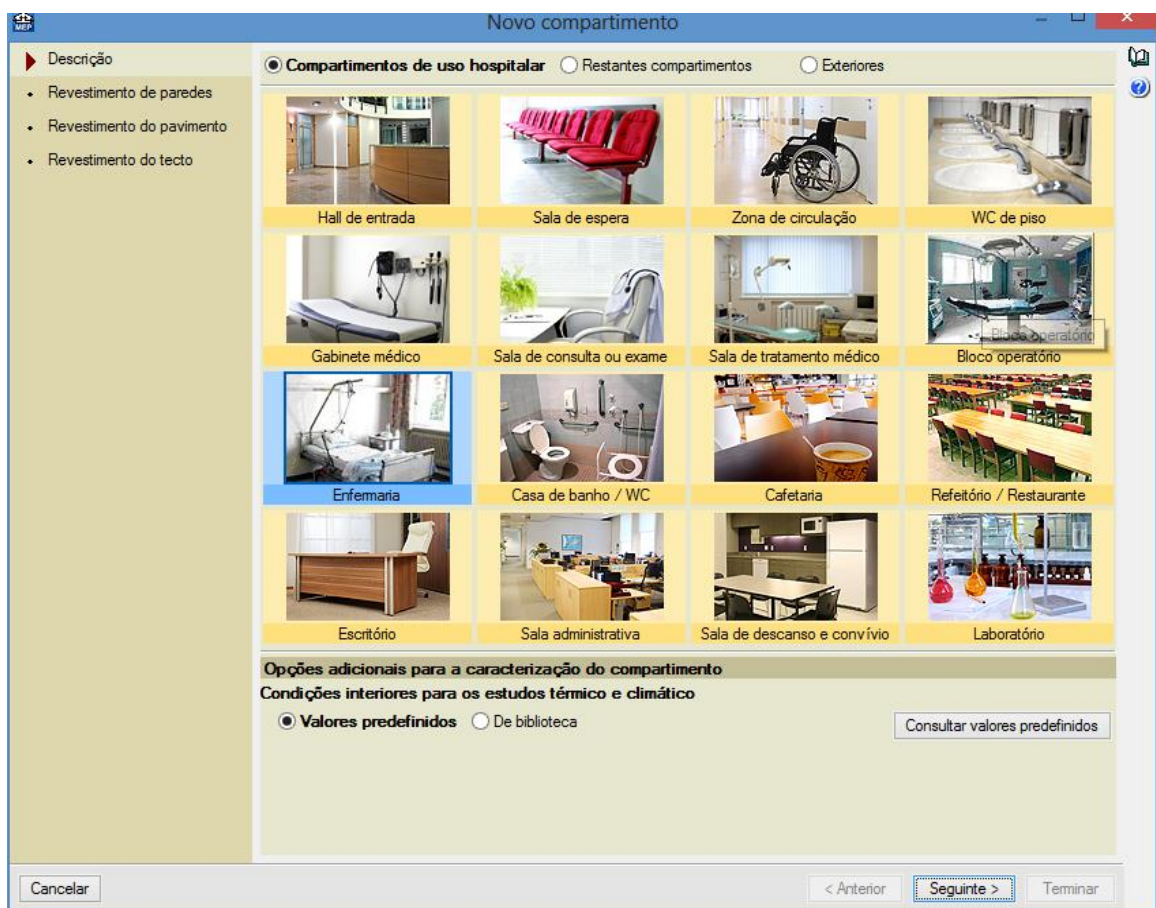 MEP
Novo compartimento
Descrição
Revestimento de paredes
Revestimento do pavimento
Revestimento do tecto
Compartimentos de uso hospitalar
Restantes compartimentos
Exteriores
Hall de entrada
Sala de espera
Zona de circulação
WC de piso
Gabinete médico
Sala de consulta ou exame
Sala de tratamento médico
Bloco operatório
Bloco operatório
Enfermaria
Casa de banho / WC
Cafetaria
Refeitório / Restaurante
Escritório
Sala administrativa
Sala de descanso e convívio
Laboratório
Opções adicionais para a caracterização do compartimento
Condições interiores para os estudos térmico e climático
Valores predefinidos
De biblioteca
Consultar valores predefinidos
Cancelar
< Anterior
Seguinte >
Terminar